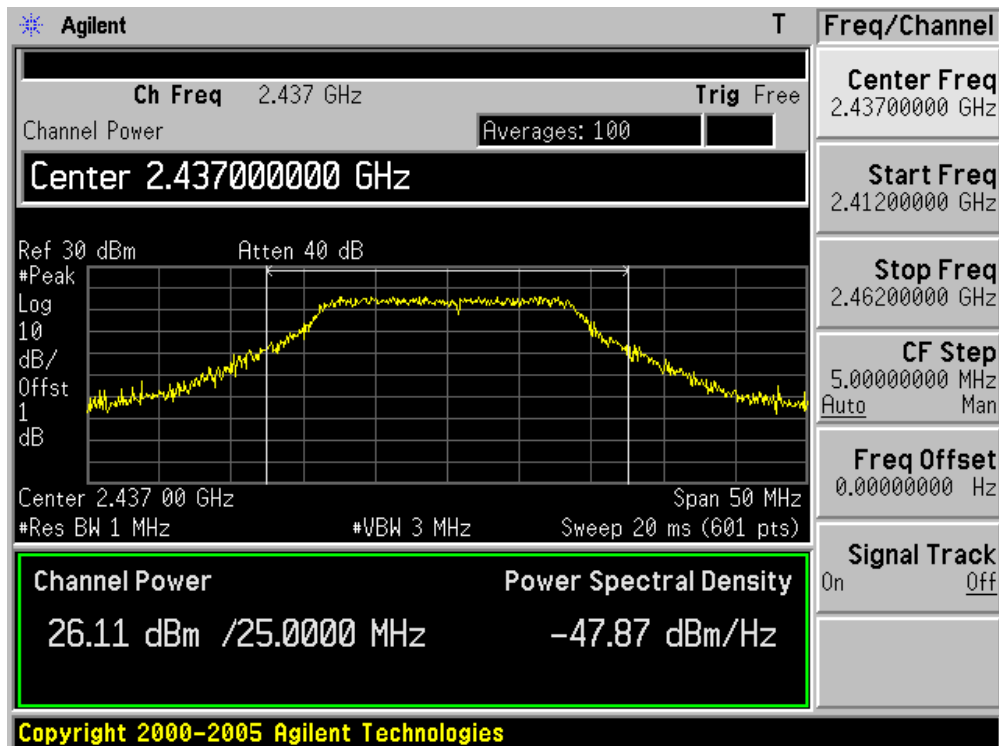 Agilent T
Freq/Channel
Ch Freq 2.437 GHz Trig Free
Channel Power Averages: 100
Center 2.437000000 GHz
Ref 30 dBm Atten 40 dB
#Peak
Log
10
dB/
Offst
1
dB
Center 2.437 00 GHz Span 50 MHz
#Res BW 1 MHz #VBW 3 MHz Sweep 20 ms (601 pts)
Channel Power Power Spectral Density
26.11 dBm /25.0000 MHz -47.87 dBm/Hz
Center Freq
2.43700000 GHz
Start Freq
2.41200000 GHz
Stop Freq
2.46200000 GHz
CF Step
5.00000000 MHz
Auto Man
Freq Offset
0.00000000 Hz
Signal Track
On Off
Copyright 2000-2005 Agilent Technologies